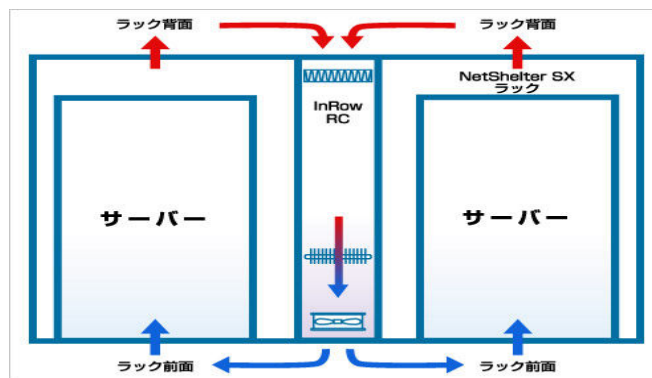 ラック背面
ラック背面
InRow
RC
NetShelter SX
ラック
サーバー
サーバー
ラック前面
ラック前面